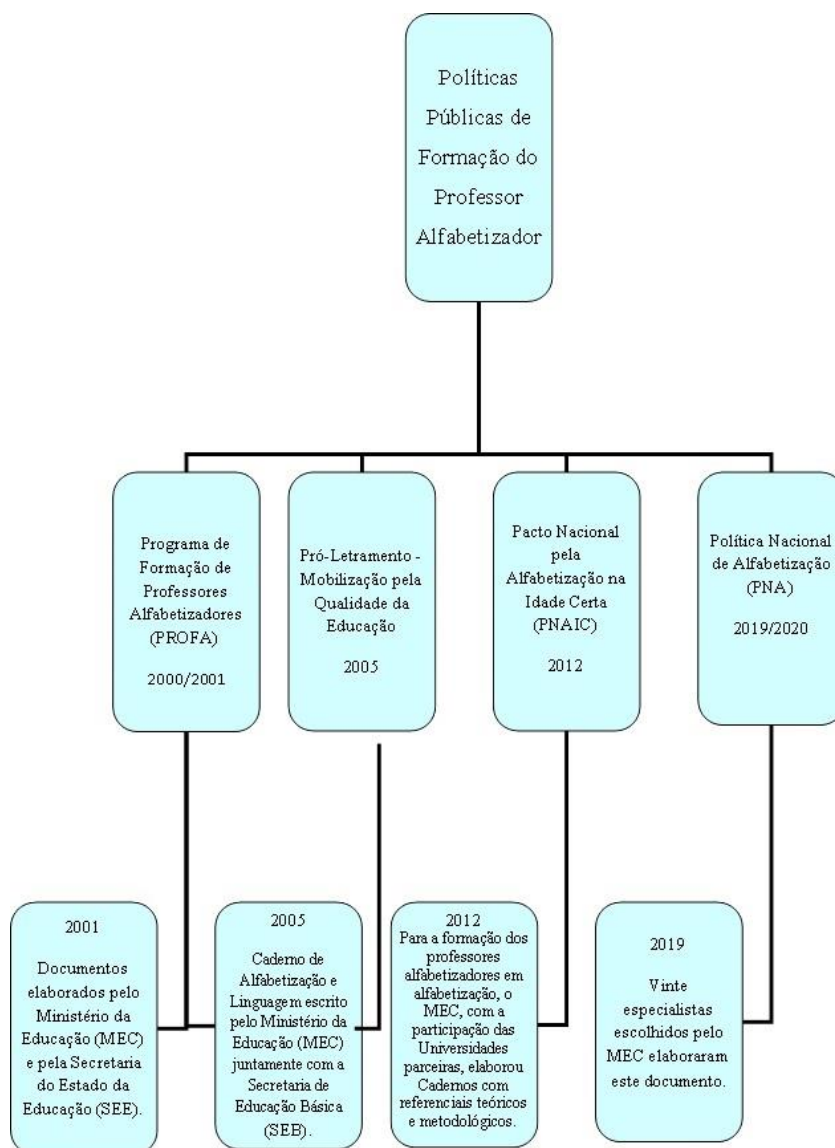 Políticas
Públicas de
Formação do
Professor
Alfabetizador
Programa de
Formação de
Professores
Alfabetizadores
(PROFA)
2000/2001
Pró-Letramento -
Mobilização pela
Qualidade da
Educação
2005
Pacto Nacional
pela
Alfabetização na
Idade Certa
(PNAIC)
2012
Política Nacional
de Alfabetização
(PNA)
2019/2020
2001
Documentos
elaborados pelo
Ministério da
Educação (MEC)
e pela Secretaria
do Estado da
Educação (SEE).
2005
Caderno de
Alfabetização e
Linguagem escrito
pelo Ministério da
Educação (MEC)
juntamente com a
Secretaria de
Educação Básica
(SEB).
2012
Para a formação dos
professores
alfabetizadores em
alfabetização, o
MEC, com a
participação das
Universidades
parceiras, elaborou
Cadernos com
referenciais teóricos
e metodológicos.
2019
Vinte
especialistas
escolhidos pelo
MEC elaboraram
este documento.